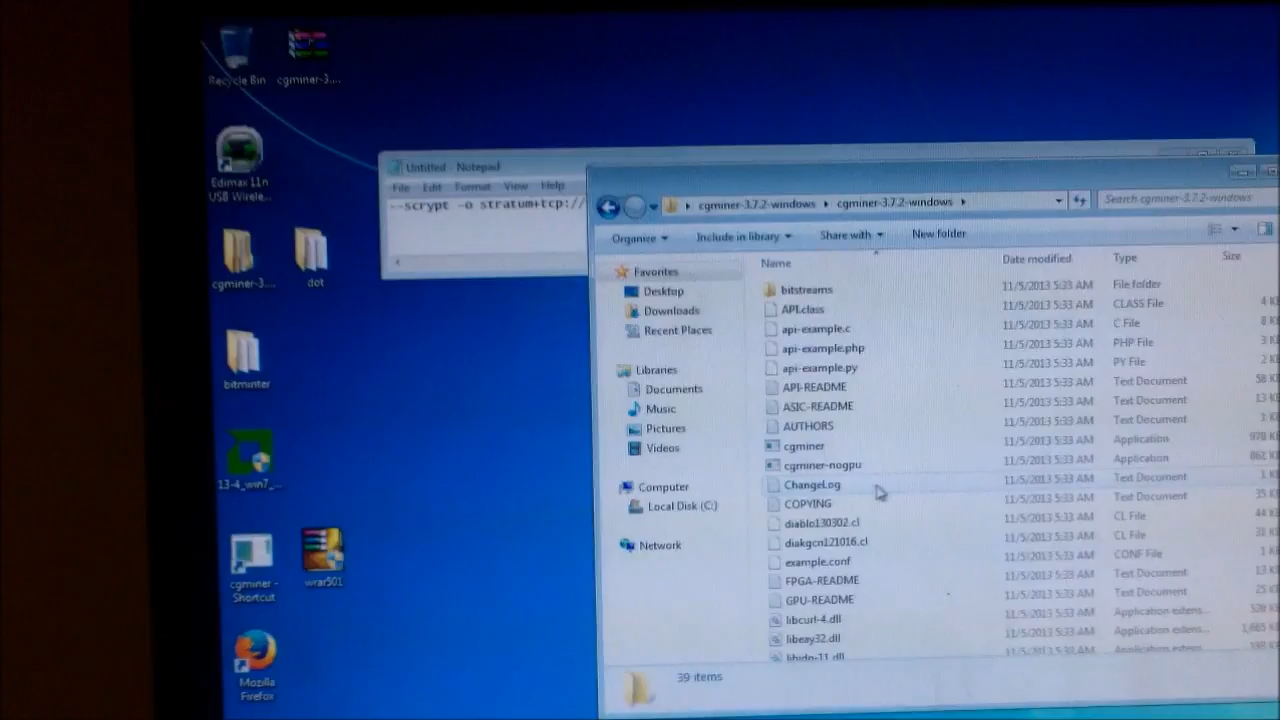 Recycle Bin
cgminer-3....
Edimax 11n
USB Wirele...
cgminer-3....
dot
bitminter
13-4_win7_...
cgminer -
Shortcut
wrar501
Mozilla
Firefox
Untitled - Notepad
File Edit Format View Help
--scrypt -o stratum+tcp://
cgminer-3.7.2-windows cgminer-3.7.2-windows
Search cgminer-3.7.2-windows
Organize Include in library Share with New folder
Favorites
Desktop
Downloads
Recent Places
Libraries
Documents
Music
Pictures
Videos
Computer
Local Disk (C:)
Network
Name Date modified Type Size
bitstreams 11/5/2013 5:33 AM File folder
API.class 11/5/2013 5:33 AM CLASS File 4 K
api-example.c 11/5/2013 5:33 AM C File 8 K
api-example.php 11/5/2013 5:33 AM PHP File 3 K
api-example.py 11/5/2013 5:33 AM PY File 2 K
API-README 11/5/2013 5:33 AM Text Document 58 K
ASIC-README 11/5/2013 5:33 AM Text Document 13 K
AUTHORS 11/5/2013 5:33 AM Text Document 1 K
cgminer 11/5/2013 5:33 AM Application 978 K
cgminer-nogpu 11/5/2013 5:33 AM Application 862 K
ChangeLog 11/5/2013 5:33 AM Text Document 1 K
COPYING 11/5/2013 5:33 AM Text Document 35 K
diablo130302.cl 11/5/2013 5:33 AM CL File 44 K
diakgcn121016.cl 11/5/2013 5:33 AM CL File 31 K
example.conf 11/5/2013 5:33 AM CONF File 1 K
FPGA-README 11/5/2013 5:33 AM Text Document 13 K
GPU-README 11/5/2013 5:33 AM Text Document 25 K
libcurl-4.dll 11/5/2013 5:33 AM Application extens...
libeay32.dll 11/5/2013 5:33 AM Application extens... 1,665 K
libidn-11.dll 11/5/2013 5:33 AM Application extens...
39 items